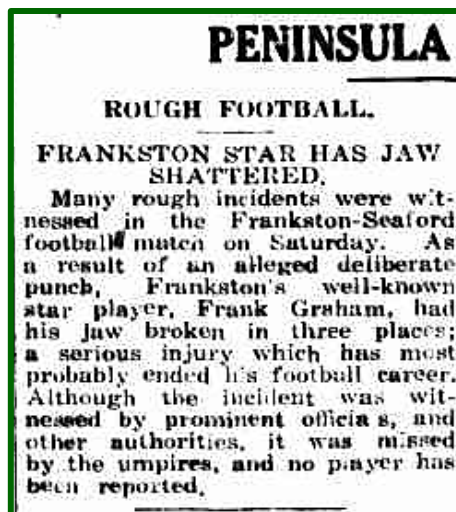 PENINSULA
ROUGH FOOTBALL.
FRANKSTON STAR HAS JAW
SHATTERED.
Many rough incidents were wit-
nessed in the Frankston-Seaford
football match on Saturday. As
a result of an alleged deliberate
punch, Frankston's well-known
star player, Frank Graham, had
his jaw broken in three places;
a serious injury which has most
probably ended his football career.
Although the incident was wit-
nessed by prominent officials, and
other authorities, it was missed
by the umpires, and no player has
been reported.